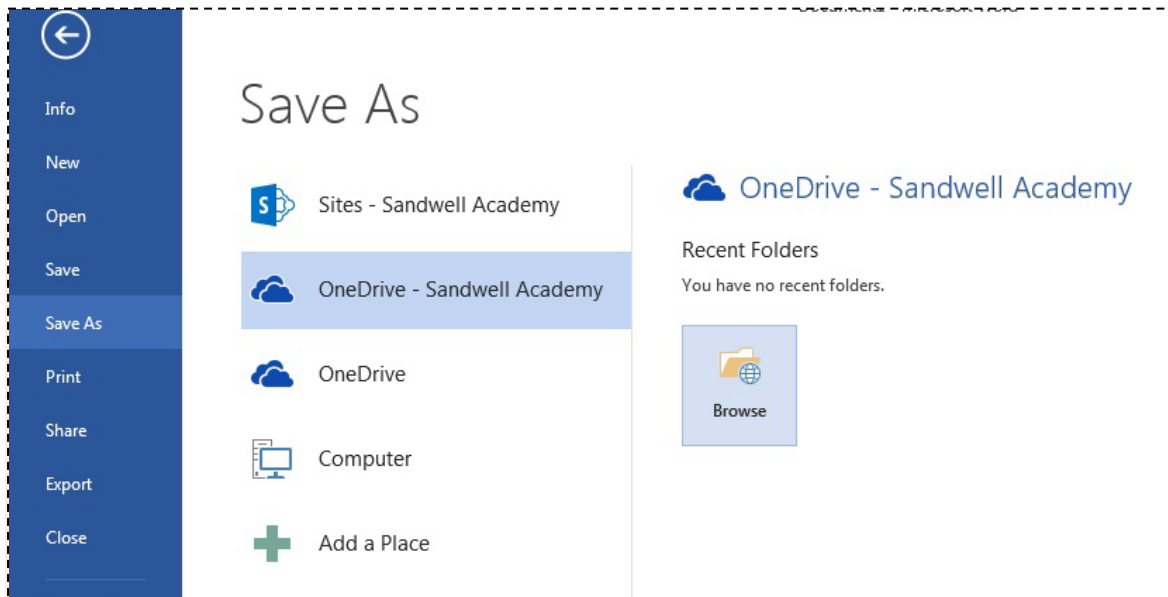 Info
New
Open
Save
Save As
Print
Share
Export
Close
Save As
S
Sites - Sandwell Academy
OneDrive - Sandwell Academy
OneDrive
Computer
Add a Place
OneDrive - Sandwell Academy
Recent Folders
You have no recent folders.
Browse